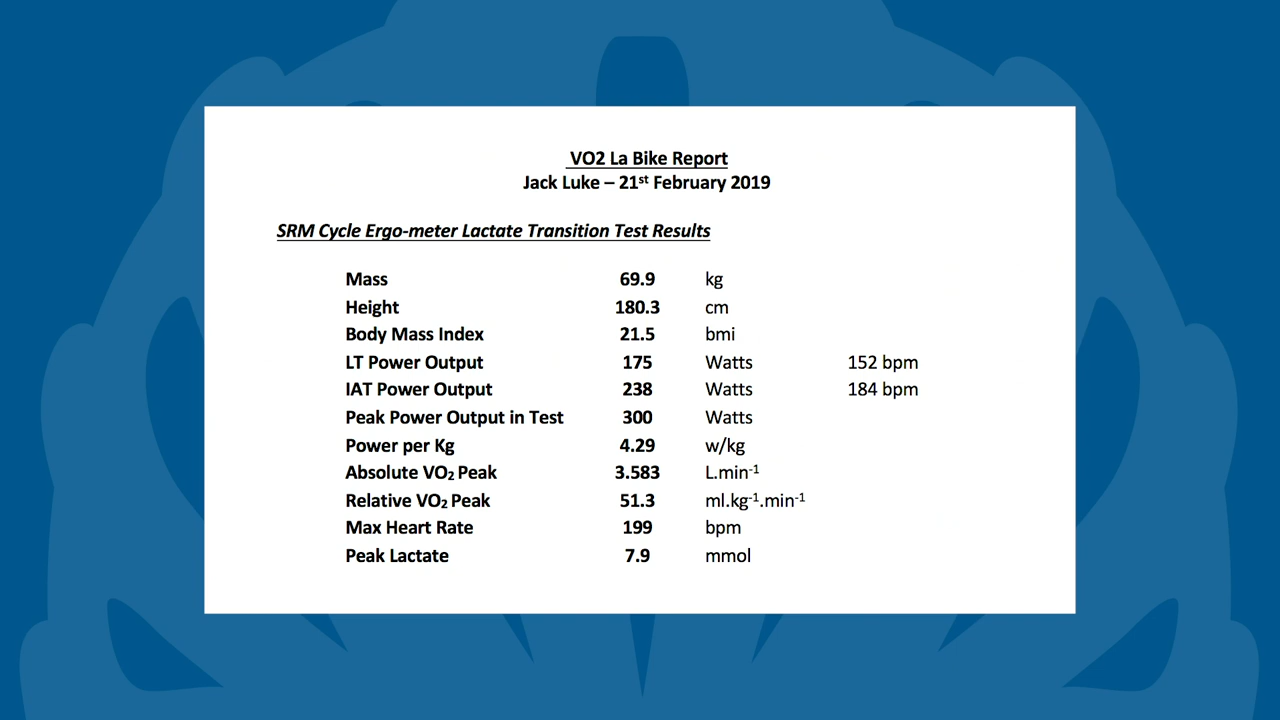 VO2 La Bike Report
Jack Luke – 21st February 2019
SRM Cycle Ergo-meter Lactate Transition Test Results
Mass 69.9 kg
Height 180.3 cm
Body Mass Index 21.5 bmi
LT Power Output 175 Watts 152 bpm
IAT Power Output 238 Watts 184 bpm
Peak Power Output in Test 300 Watts
Power per Kg 4.29 w/kg
Absolute VO₂ Peak 3.583 L.min⁻¹
Relative VO₂ Peak 51.3 ml.kg⁻¹.min⁻¹
Max Heart Rate 199 bpm
Peak Lactate 7.9 mmol